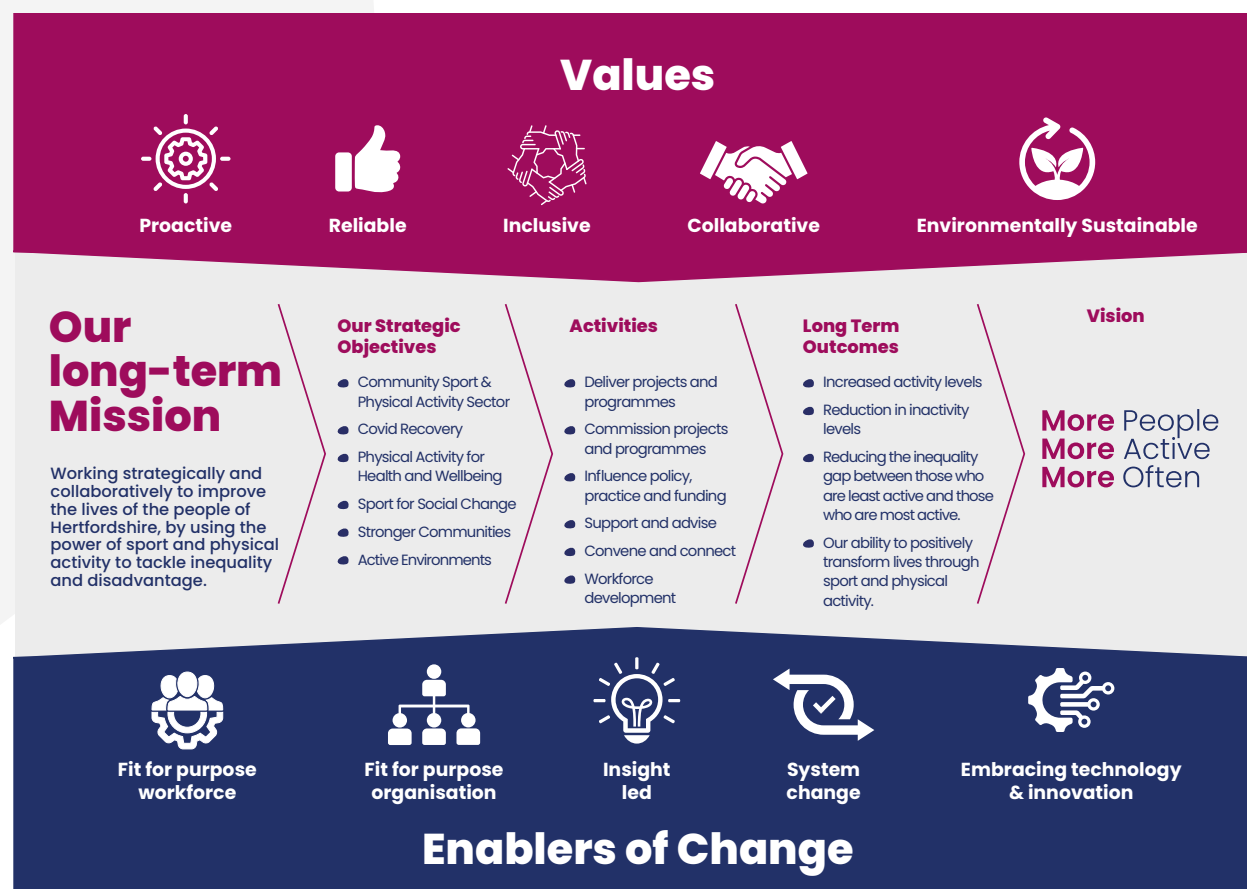 Values
Proactive
Reliable
Inclusive
Collaborative
Environmentally Sustainable
Our
long-term
Mission
Working strategically and
collaboratively to improve
the lives of the people of
Hertfordshire, by using the
power of sport and physical
activity to tackle inequality
and disadvantage.
Our Strategic
Objectives
Community Sport &
Physical Activity Sector
Covid Recovery
Physical Activity for
Health and Wellbeing
Sport for Social Change
Stronger Communities
Active Environments
Activities
Deliver projects and
programmes
Commission projects
and programmes
Influence policy,
practice and funding
Support and advise
Convene and connect
Workforce
development
Long Term
Outcomes
Increased activity levels
Reduction in inactivity
levels
Reducing the inequality
gap between those who
are least active and those
who are most active.
Our ability to positively
transform lives through
sport and physical
activity.
Vision
More People
More Active
More Often
Fit for purpose
workforce
Fit for purpose
organisation
Insight
led
System
change
Embracing technology
& innovation
Enablers of Change